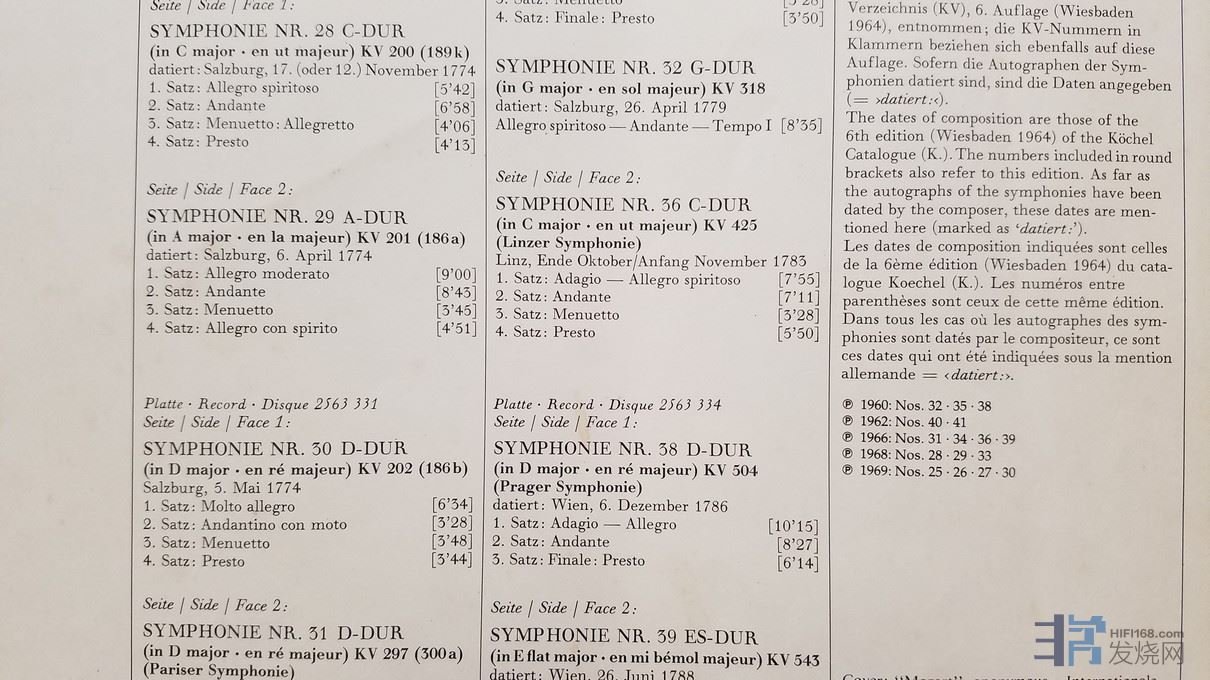 Seite / Side / Face 1:
SYMPHONIE NR. 28 C-DUR
(in C major · en ut majeur) KV 200 (189k)
datiert: Salzburg, 17. (oder 12.) November 1774
1. Satz: Allegro spiritoso [5'42]
2. Satz: Andante [6'58]
3. Satz: Menuetto: Allegretto [4'06]
4. Satz: Presto [4'13]
Seite / Side / Face 2:
SYMPHONIE NR. 29 A-DUR
(in A major · en la majeur) KV 201 (186a)
datiert: Salzburg, 6. April 1774
1. Satz: Allegro moderato [9'00]
2. Satz: Andante [8'43]
3. Satz: Menuetto [3'45]
4. Satz: Allegro con spirito [4'51]
Platte · Record · Disque 2563 331
Seite / Side / Face 1:
SYMPHONIE NR. 30 D-DUR
(in D major · en ré majeur) KV 202 (186b)
Salzburg, 5. Mai 1774
1. Satz: Molto allegro [6'34]
2. Satz: Andantino con moto [3'28]
3. Satz: Menuetto [3'48]
4. Satz: Presto [3'44]
Seite / Side / Face 2:
SYMPHONIE NR. 31 D-DUR
(in D major · en ré majeur) KV 297 (300a)
(Pariser Symphonie)
3. Satz: Menuetto [3'28]
4. Satz: Finale: Presto [3'50]
SYMPHONIE NR. 32 G-DUR
(in G major · en sol majeur) KV 318
datiert: Salzburg, 26. April 1779
Allegro spiritoso — Andante — Tempo I [8'35]
Seite / Side / Face 2:
SYMPHONIE NR. 36 C-DUR
(in C major · en ut majeur) KV 425
(Linzer Symphonie)
Linz, Ende Oktober/Anfang November 1783
1. Satz: Adagio — Allegro spiritoso [7'55]
2. Satz: Andante [7'11]
3. Satz: Menuetto [3'28]
4. Satz: Presto [5'50]
Platte · Record · Disque 2563 334
Seite / Side / Face 1:
SYMPHONIE NR. 38 D-DUR
(in D major · en ré majeur) KV 504
(Prager Symphonie)
datiert: Wien, 6. Dezember 1786
1. Satz: Adagio — Allegro [10'15]
2. Satz: Andante [8'27]
3. Satz: Finale: Presto [6'14]
Seite / Side / Face 2:
SYMPHONIE NR. 39 ES-DUR
(in E flat major · en mi bémol majeur) KV 543
datiert: Wien, 26. Juni 1788
Verzeichnis (KV), 6. Auflage (Wiesbaden
1964), entnommen; die KV-Nummern in
Klammern beziehen sich ebenfalls auf diese
Auflage. Sofern die Autographen der Sym-
phonien datiert sind, sind die Daten angegeben
(= ›datiert:‹).
The dates of composition are those of the
6th edition (Wiesbaden 1964) of the Köchel
Catalogue (K.). The numbers included in round
brackets also refer to this edition. As far as
the autographs of the symphonies have been
dated by the composer, these dates are men-
tioned here (marked as ‘datiert:’).
Les dates de composition indiquées sont celles
de la 6ème édition (Wiesbaden 1964) du cata-
logue Koechel (K.). Les numéros entre
parenthèses sont ceux de cette même édition.
Dans tous les cas où les autographes des sym-
phonies sont datés par le compositeur, ce sont
ces dates qui ont été indiquées sous la mention
allemande = ‹datiert:›.
℗ 1960: Nos. 32 · 35 · 38
℗ 1962: Nos. 40 · 41
℗ 1966: Nos. 31 · 34 · 36 · 39
℗ 1968: Nos. 28 · 29 · 33
℗ 1969: Nos. 25 · 26 · 27 · 30
HIFI168.com
发烧网